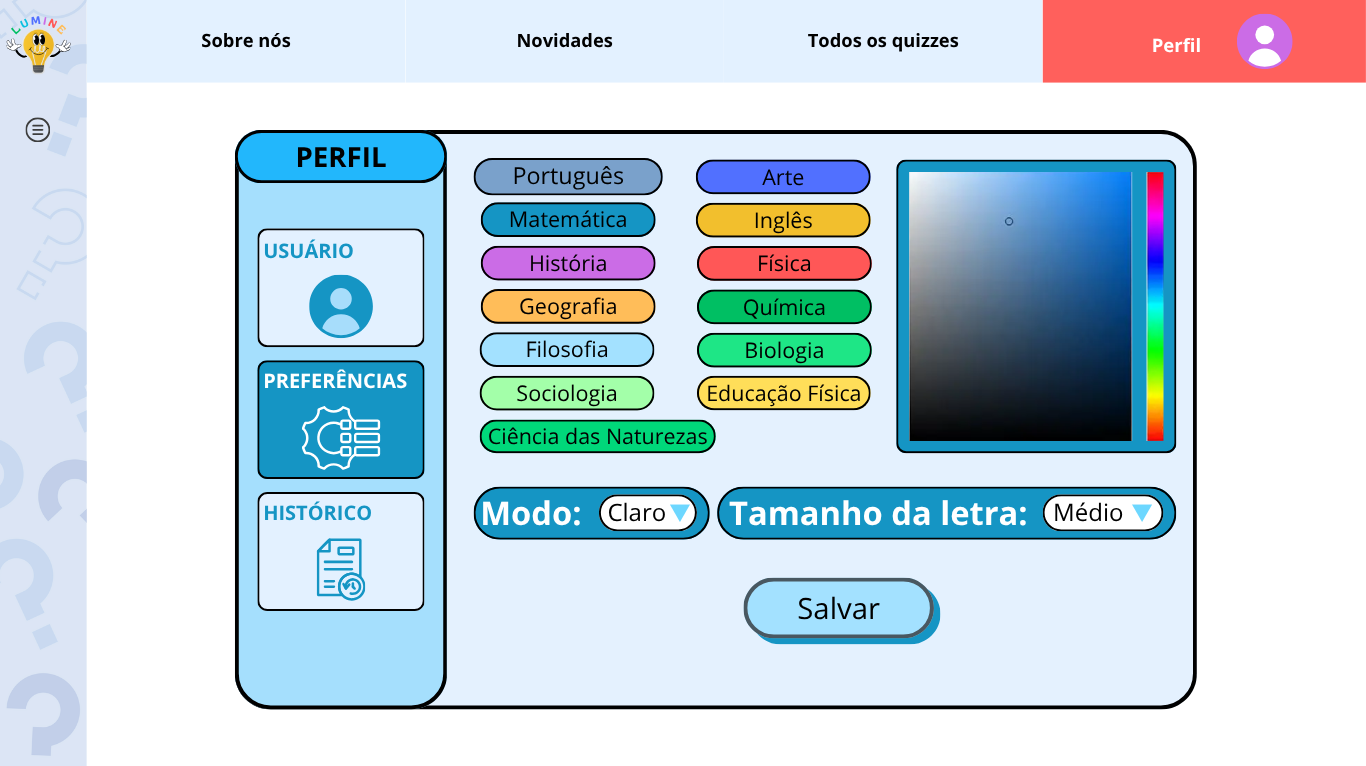 LUMINE
Sobre nós
Novidades
Todos os quizzes
Perfil
PERFIL
USUÁRIO
PREFERÊNCIAS
HISTÓRICO
Português
Matemática
História
Geografia
Filosofia
Sociologia
Ciência das Naturezas
Arte
Inglês
Física
Química
Biologia
Educação Física
Modo: Claro
Tamanho da letra: Médio
Salvar